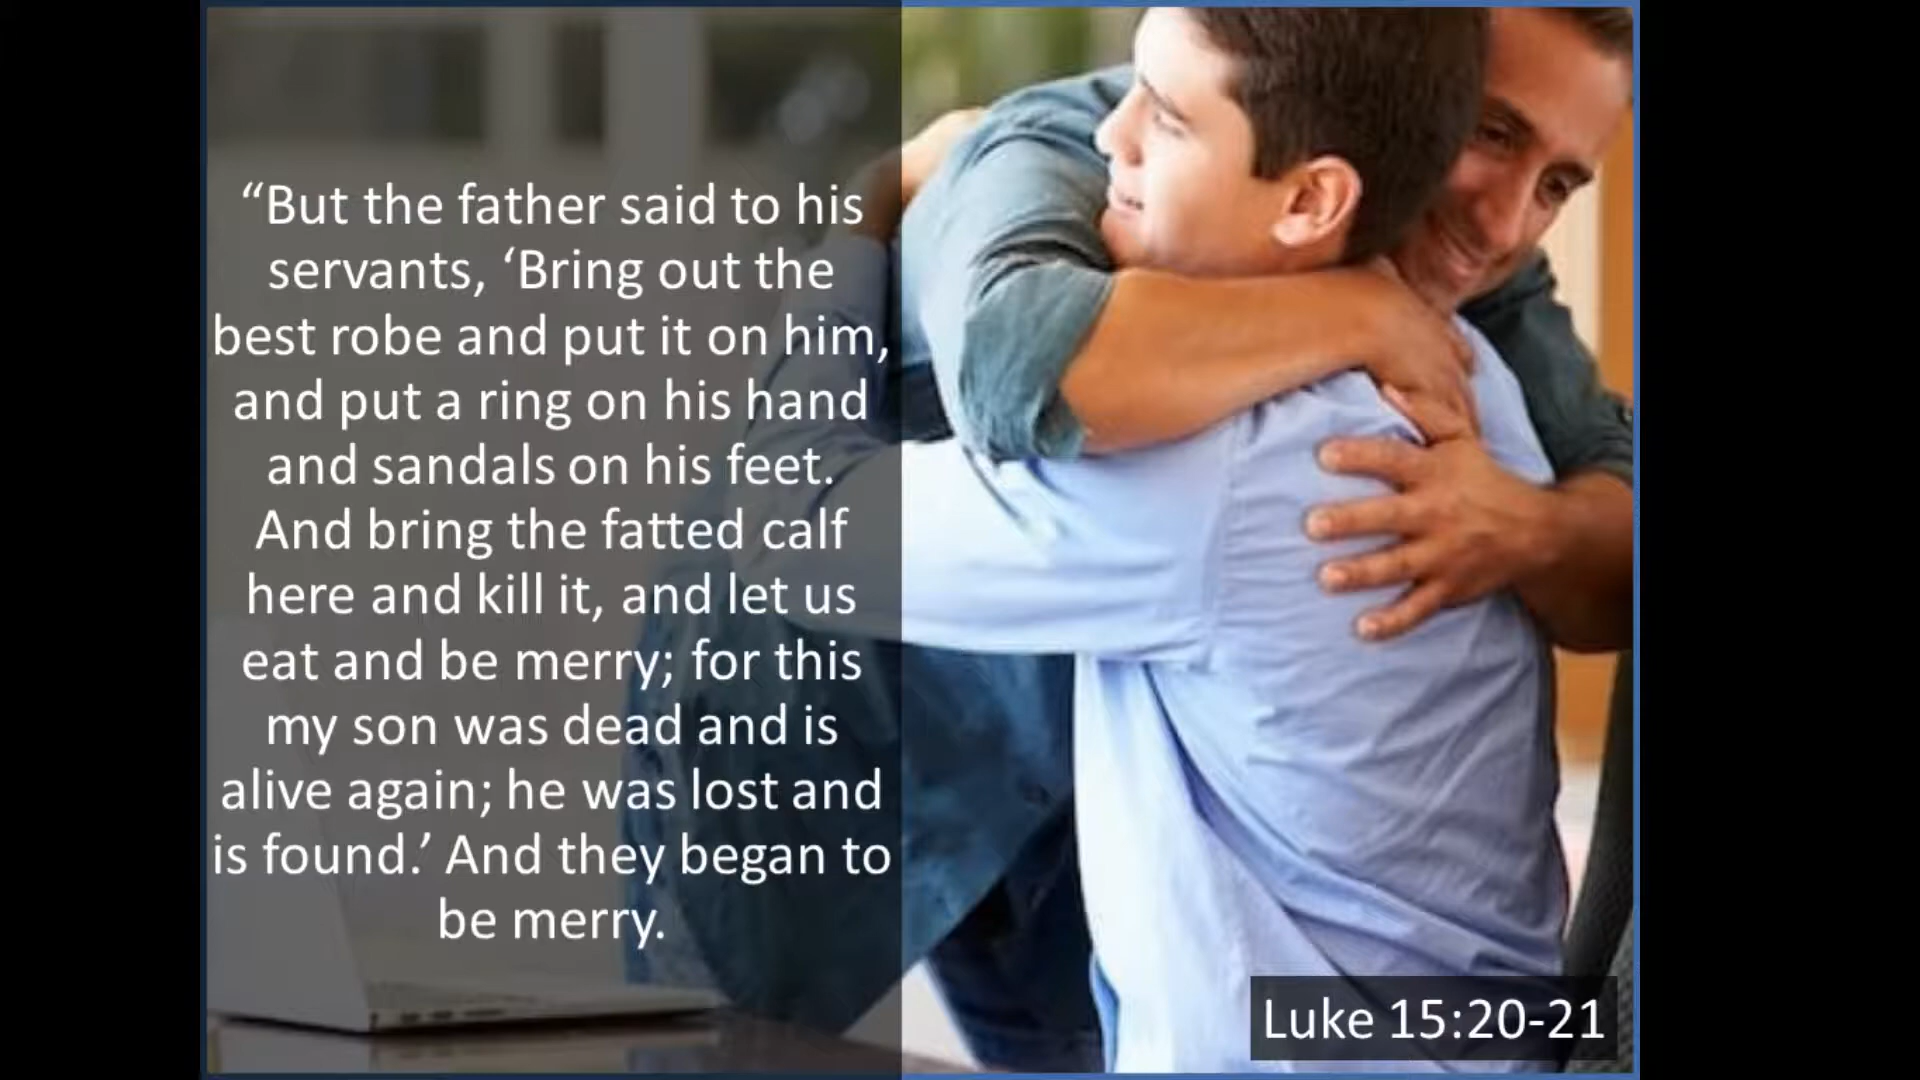 “But the father said to his
servants, ‘Bring out the
best robe and put it on him,
and put a ring on his hand
and sandals on his feet.
And bring the fatted calf
here and kill it, and let us
eat and be merry; for this
my son was dead and is
alive again; he was lost and
is found.’ And they began to
be merry.
Luke 15:20-21